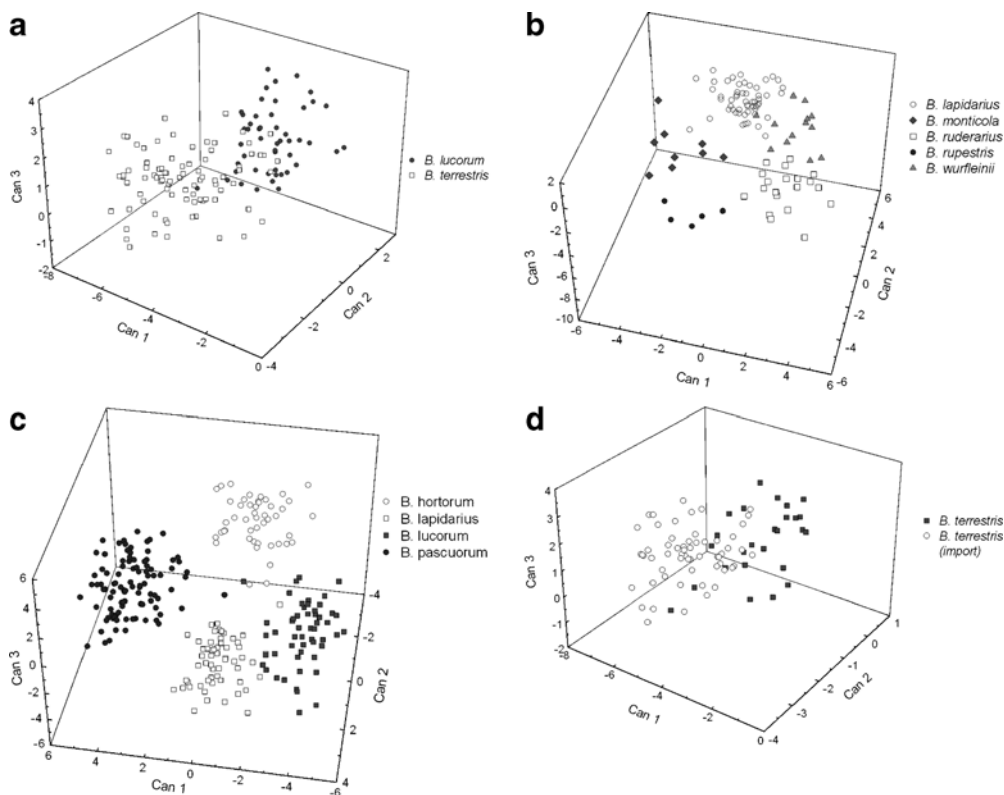 a
4
3
2
1
0
-1
-2
Can 3
-8
-6
-4
-2
0
Can 1
-4
-2
0
2
Can 2
B. lucorum
B. terrestris
b
2
0
-2
-4
-6
-8
-10
Can 3
-6
-4
-2
0
2
4
6
Can 1
-6
-4
-2
0
2
4
6
Can 2
B. lapidarius
B. monticola
B. ruderarius
B. rupestris
B. wurfleinii
c
6
4
2
0
-2
-4
-6
Can 3
6
4
2
0
-2
-4
-6
Can 1
4
2
0
-2
-4
Can 2
B. hortorum
B. lapidarius
B. lucorum
B. pascuorum
d
4
3
2
1
0
-1
-2
Can 3
-8
-6
-4
-2
0
Can 1
-4
-3
-2
-1
0
1
Can 2
B. terrestris
B. terrestris
(import)